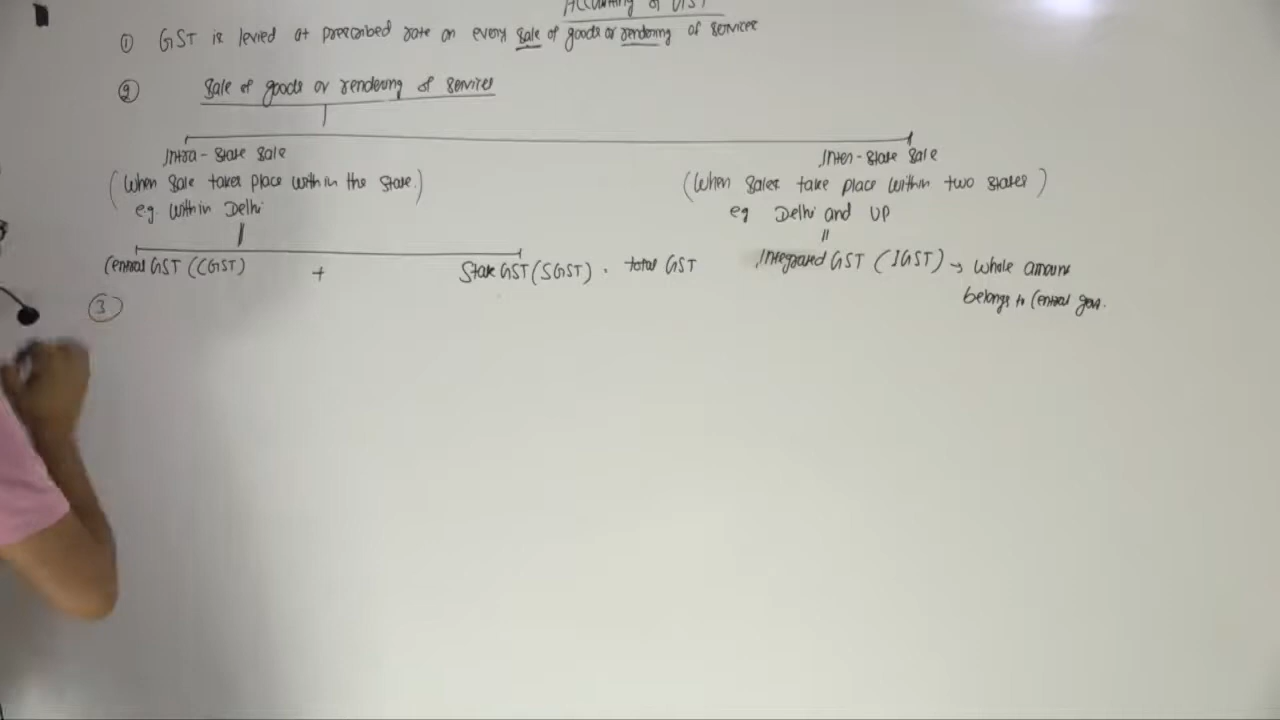 Accounting of GST
① GST is levied at prescribed rate on every sale of goods or rendering of services
② Sale of goods or rendering of services
Intra-State Sale
(When Sale takes place within the State.)
eg. within Delhi
Central GST (CGST) + State GST (SGST) = total GST
Inter-State Sale
(When Sales take place within two states)
eg Delhi and UP
Integrated GST (IGST) → Whole amount
belongs to Central govt.
③